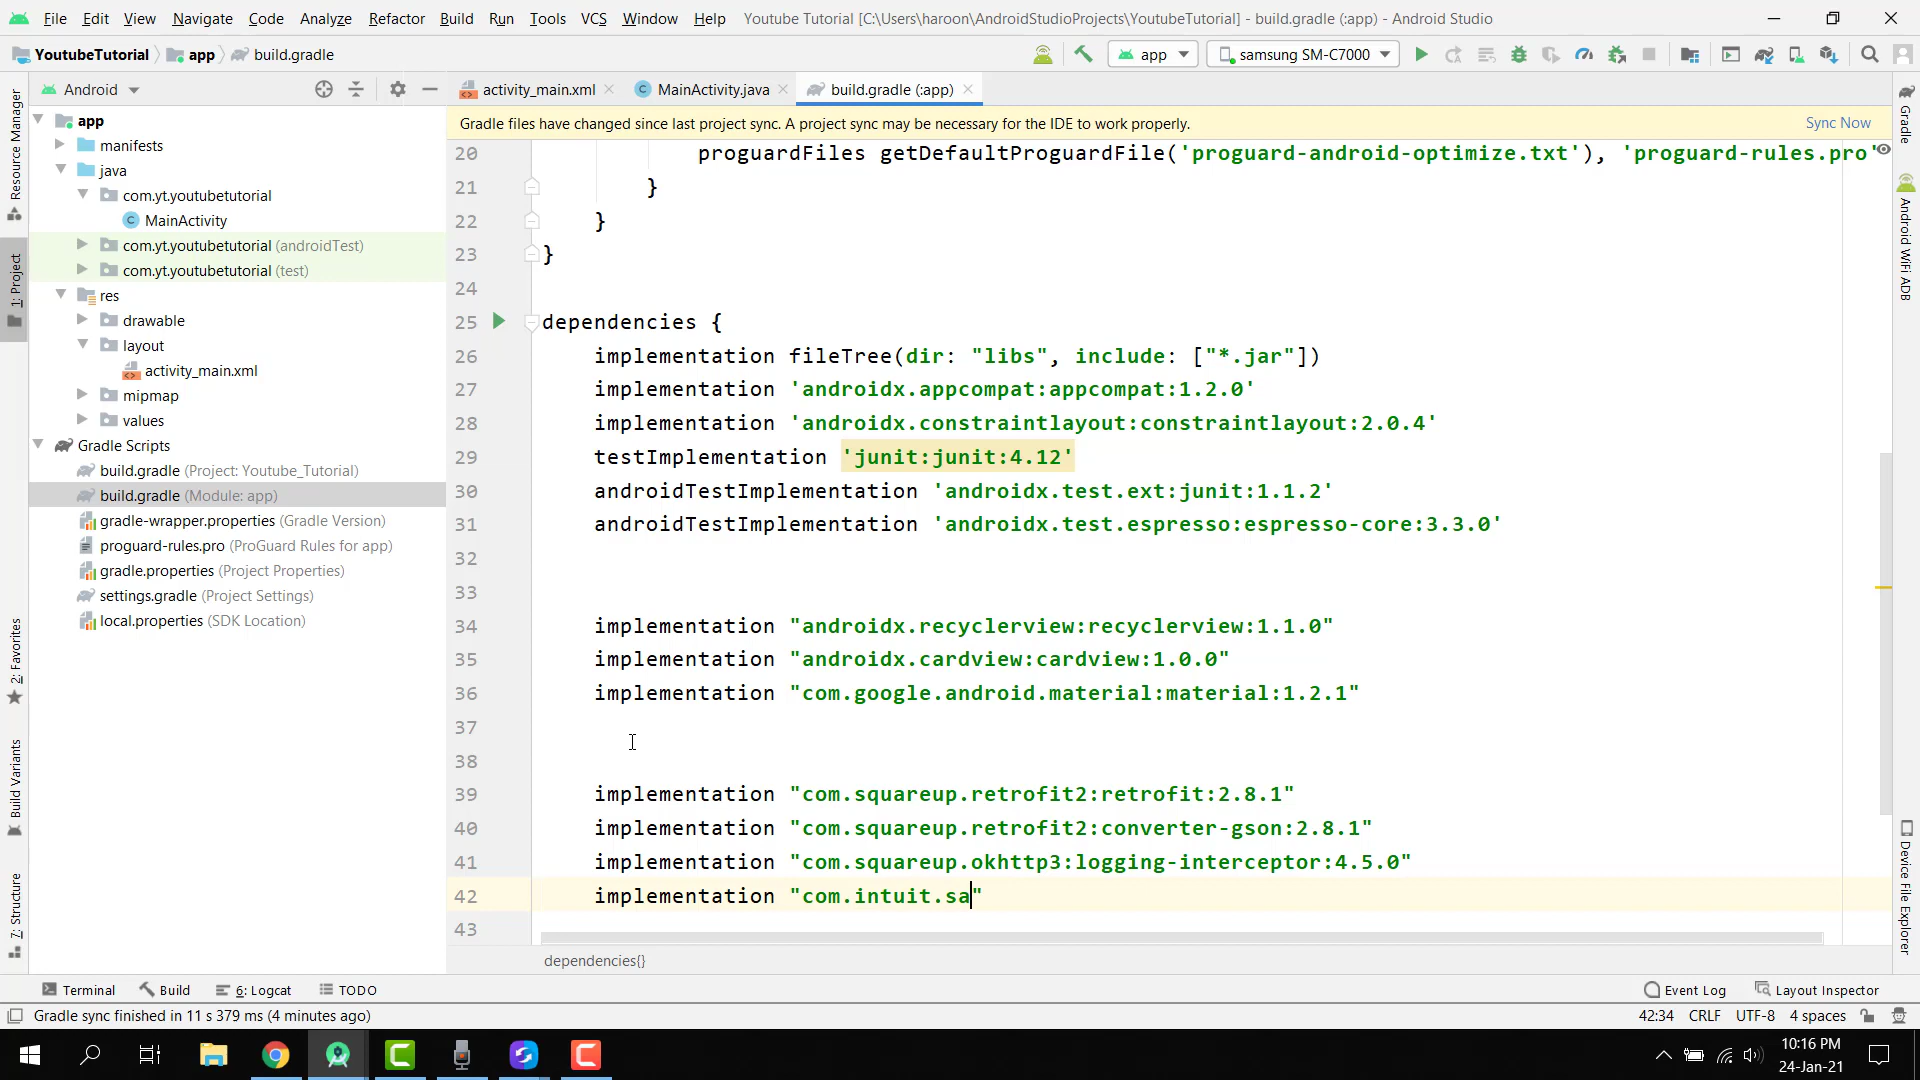 File Edit View Navigate Code Analyze Refactor Build Run Tools VCS Window Help Youtube Tutorial [C:\Users\haroon\AndroidStudioProjects\YoutubeTutorial] - build.gradle (:app) - Android Studio
YoutubeTutorial app build.gradle
app samsung SM-C7000
Android
activity_main.xml MainActivity.java build.gradle (:app)
Gradle files have changed since last project sync. A project sync may be necessary for the IDE to work properly.
Sync Now
Resource Manager
1: Project
2: Favorites
Build Variants
7: Structure
app
manifests
java
com.yt.youtubetutorial
MainActivity
com.yt.youtubetutorial (androidTest)
com.yt.youtubetutorial (test)
res
drawable
layout
activity_main.xml
mipmap
values
Gradle Scripts
build.gradle (Project: Youtube_Tutorial)
build.gradle (Module: app)
gradle-wrapper.properties (Gradle Version)
proguard-rules.pro (ProGuard Rules for app)
gradle.properties (Project Properties)
settings.gradle (Project Settings)
local.properties (SDK Location)
20 proguardFiles getDefaultProguardFile('proguard-android-optimize.txt'), 'proguard-rules.pro'
21 }
22 }
23 }
24
25 dependencies {
26 implementation fileTree(dir: "libs", include: ["*.jar"])
27 implementation 'androidx.appcompat:appcompat:1.2.0'
28 implementation 'androidx.constraintlayout:constraintlayout:2.0.4'
29 testImplementation 'junit:junit:4.12'
30 androidTestImplementation 'androidx.test.ext:junit:1.1.2'
31 androidTestImplementation 'androidx.test.espresso:espresso-core:3.3.0'
32
33
34 implementation "androidx.recyclerview:recyclerview:1.1.0"
35 implementation "androidx.cardview:cardview:1.0.0"
36 implementation "com.google.android.material:material:1.2.1"
37
38
39 implementation "com.squareup.retrofit2:retrofit:2.8.1"
40 implementation "com.squareup.retrofit2:converter-gson:2.8.1"
41 implementation "com.squareup.okhttp3:logging-interceptor:4.5.0"
42 implementation "com.intuit.sa"
43
dependencies{}
Gradle
Android WiFi ADB
Device File Explorer
Terminal Build 6: Logcat TODO Event Log Layout Inspector
Gradle sync finished in 11 s 379 ms (4 minutes ago) 42:34 CRLF UTF-8 4 spaces
10:16 PM
24-Jan-21